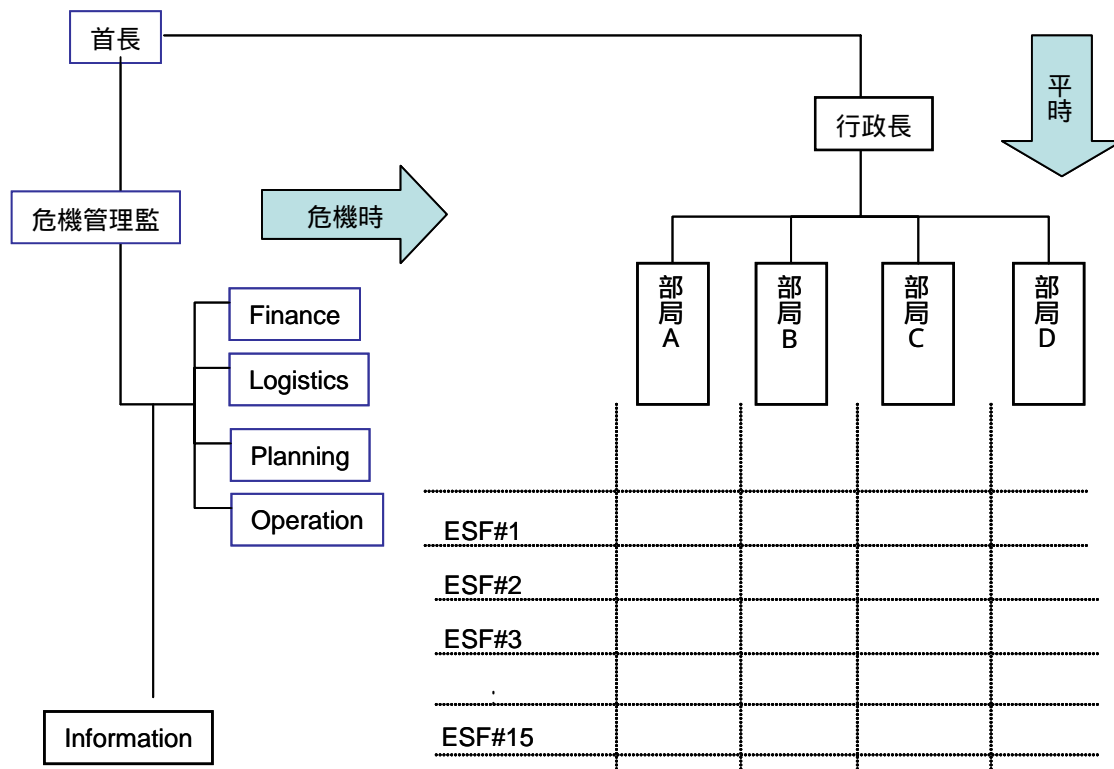 首長
平時
行政長
危機管理監
危機時
部局A
部局B
部局C
部局D
Finance
Logistics
Planning
Operation
ESF#1
ESF#2
ESF#3
.
ESF#15
Information